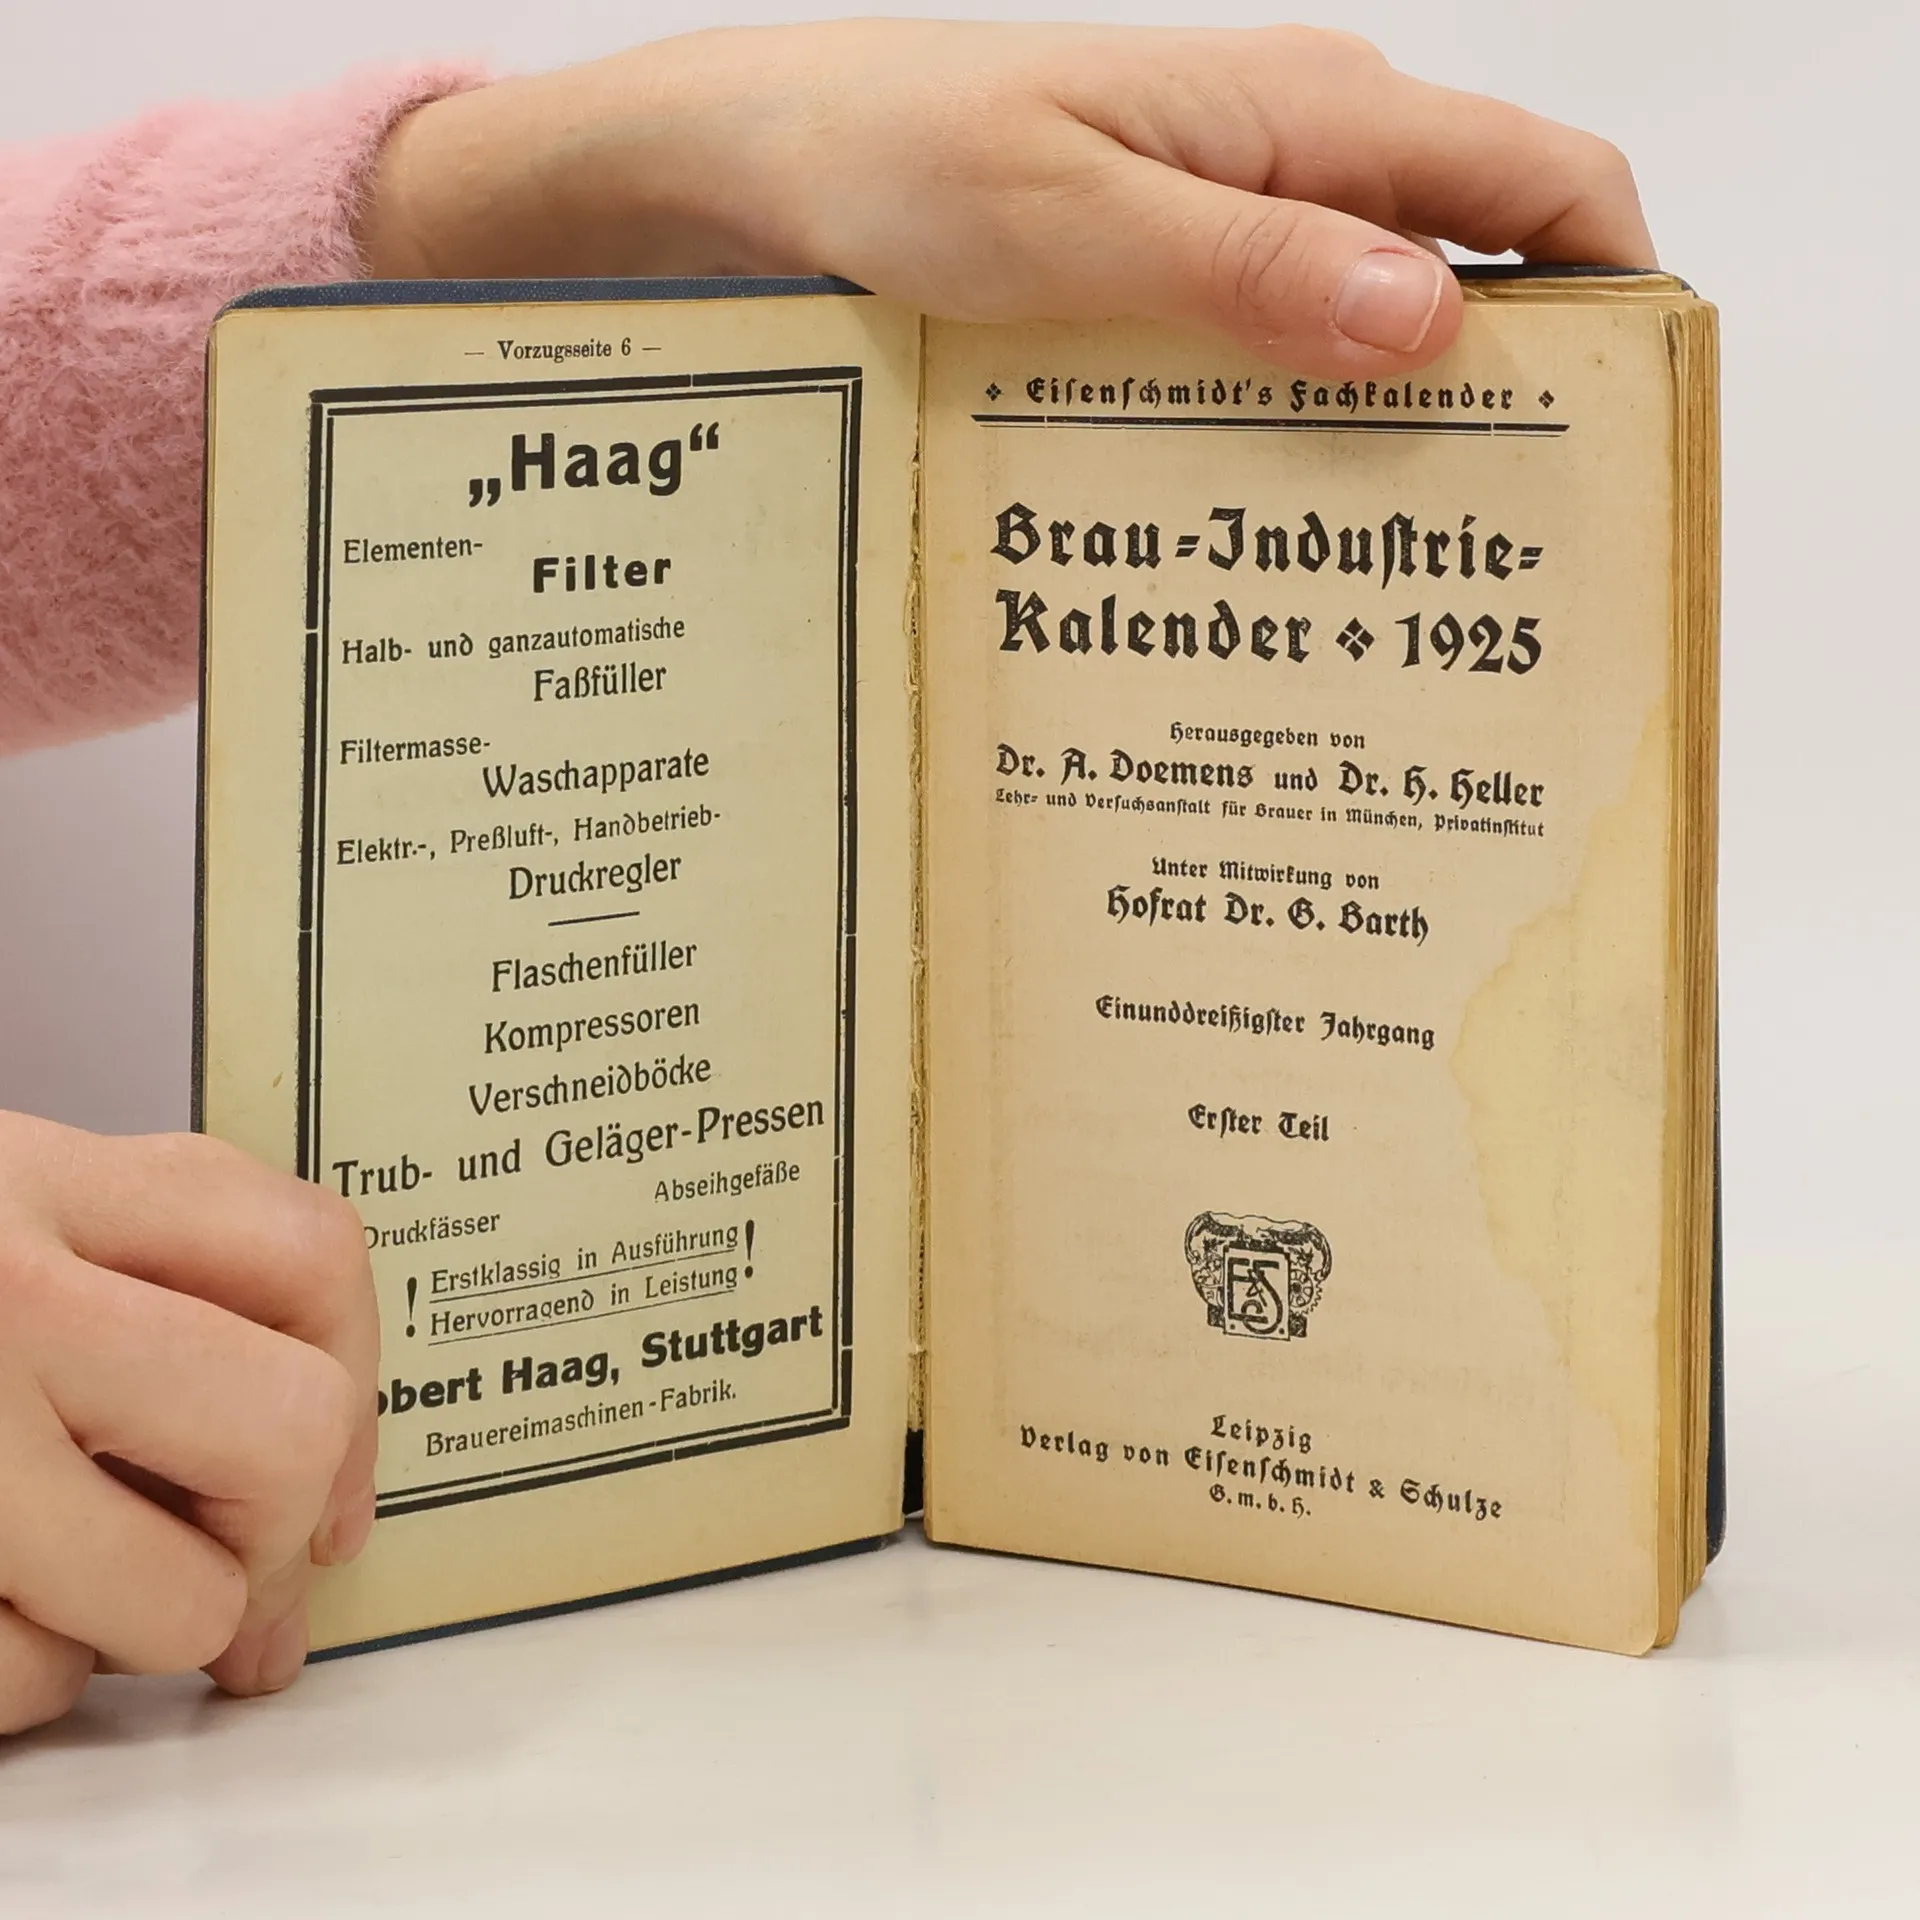 — Vorzugsseite 6 —
„Haag“
Elementen-
Filter
Halb- und ganzautomatische
Faßfüller
Filtermasse-
Waschapparate
Elektr.-, Preßluft-, Handbetrieb-
Druckregler
Flaschenfüller
Kompressoren
Verschneidböcke
Trub- und Geläger-Pressen
Abseihgefäße
Druckfässer
! Erstklassig in Ausführung !
Hervorragend in Leistung
obert Haag, Stuttgart
Brauereimaschinen-Fabrik.
Eiſenſchmidt's Fachkalender
Brau-Induſtrie-
Kalender 1925
Herausgegeben von
Dr. A. Doemens und Dr. H. Heller
Lehr- und Verſuchsanſtalt für Brauer in München, Privatinſtitut
Unter Mitwirkung von
Hofrat Dr. G. Barth
Einunddreißigſter Jahrgang
Erſter Teil
E & S
Leipzig
Verlag von Eiſenſchmidt & Schulze
G. m. b. H.